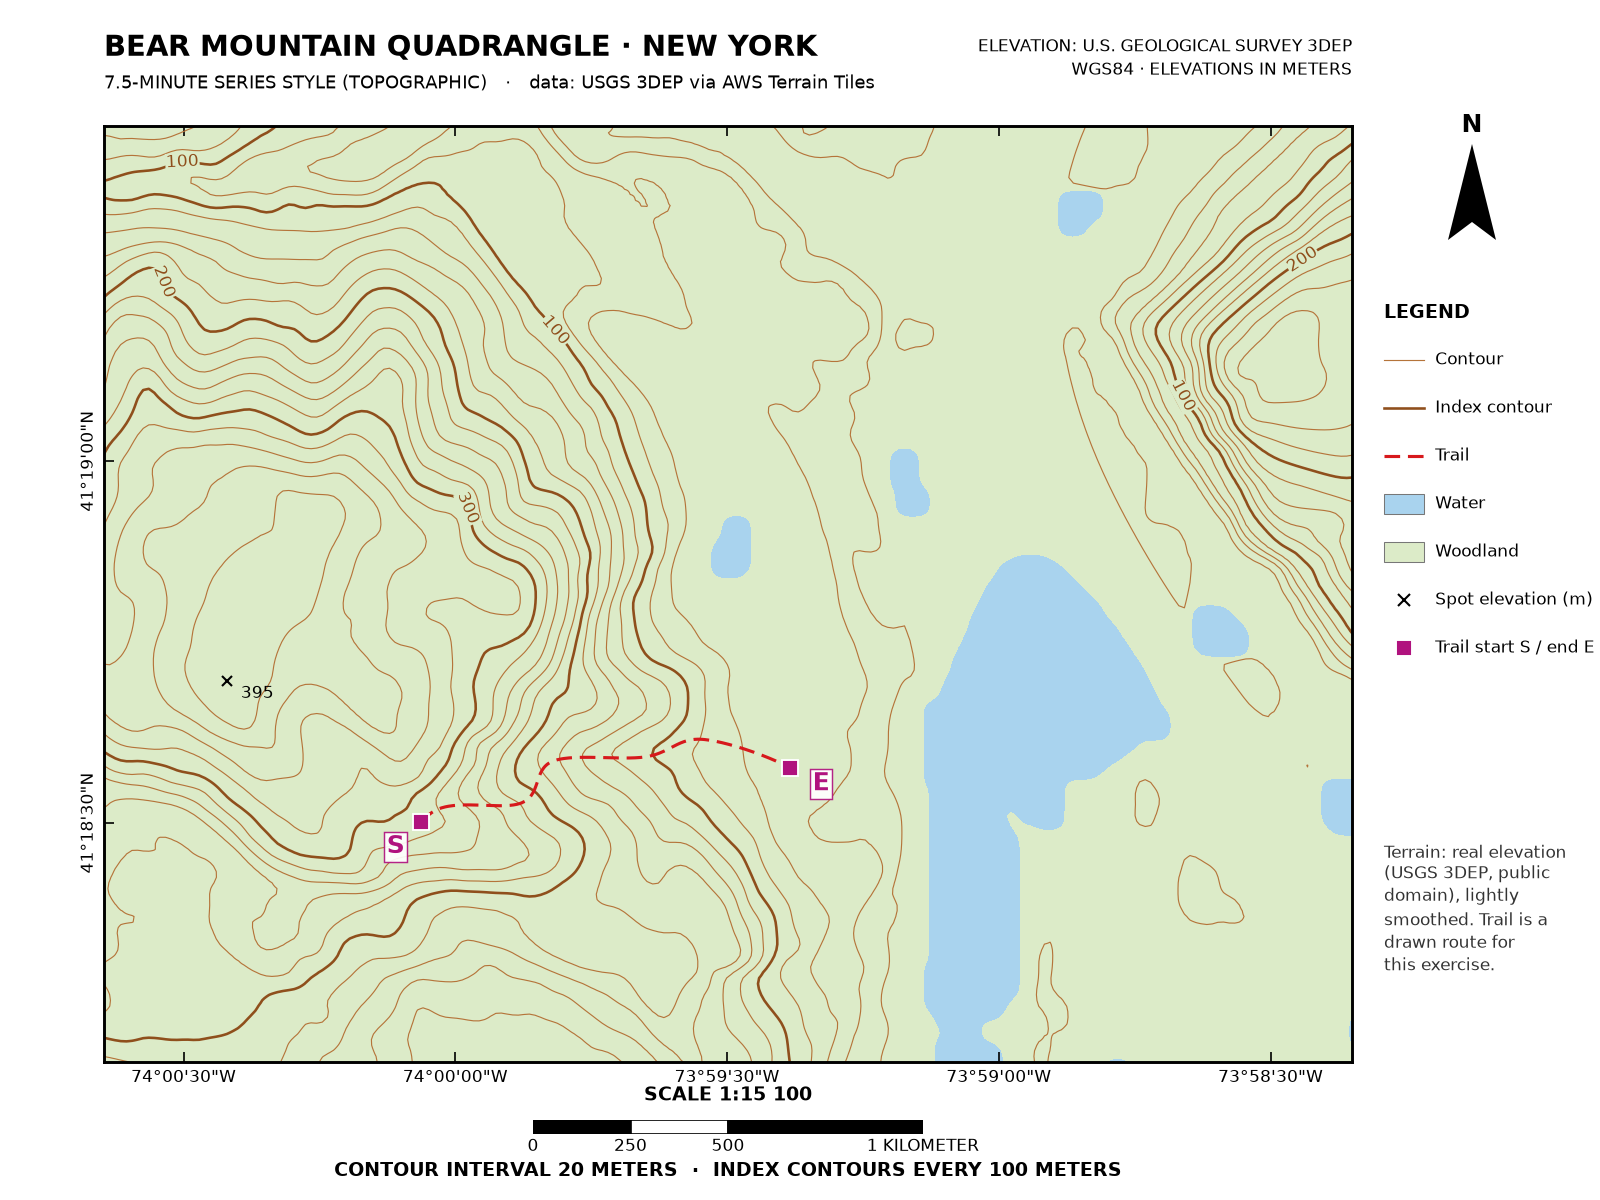 BEAR MOUNTAIN QUADRANGLE · NEW YORK
7.5-MINUTE SERIES STYLE (TOPOGRAPHIC) · data: USGS 3DEP via AWS Terrain Tiles
ELEVATION: U.S. GEOLOGICAL SURVEY 3DEP
WGS84 · ELEVATIONS IN METERS
N
100
200
100
200
100
300
395
S
E
41°19'00"N
41°18'30"N
74°00'30"W
74°00'00"W
73°59'30"W
73°59'00"W
73°58'30"W
LEGEND
Contour
Index contour
Trail
Water
Woodland
Spot elevation (m)
Trail start S / end E
Terrain: real elevation
(USGS 3DEP, public
domain), lightly
smoothed. Trail is a
drawn route for
this exercise.
SCALE 1:15 100
0
250
500
1 KILOMETER
CONTOUR INTERVAL 20 METERS · INDEX CONTOURS EVERY 100 METERS